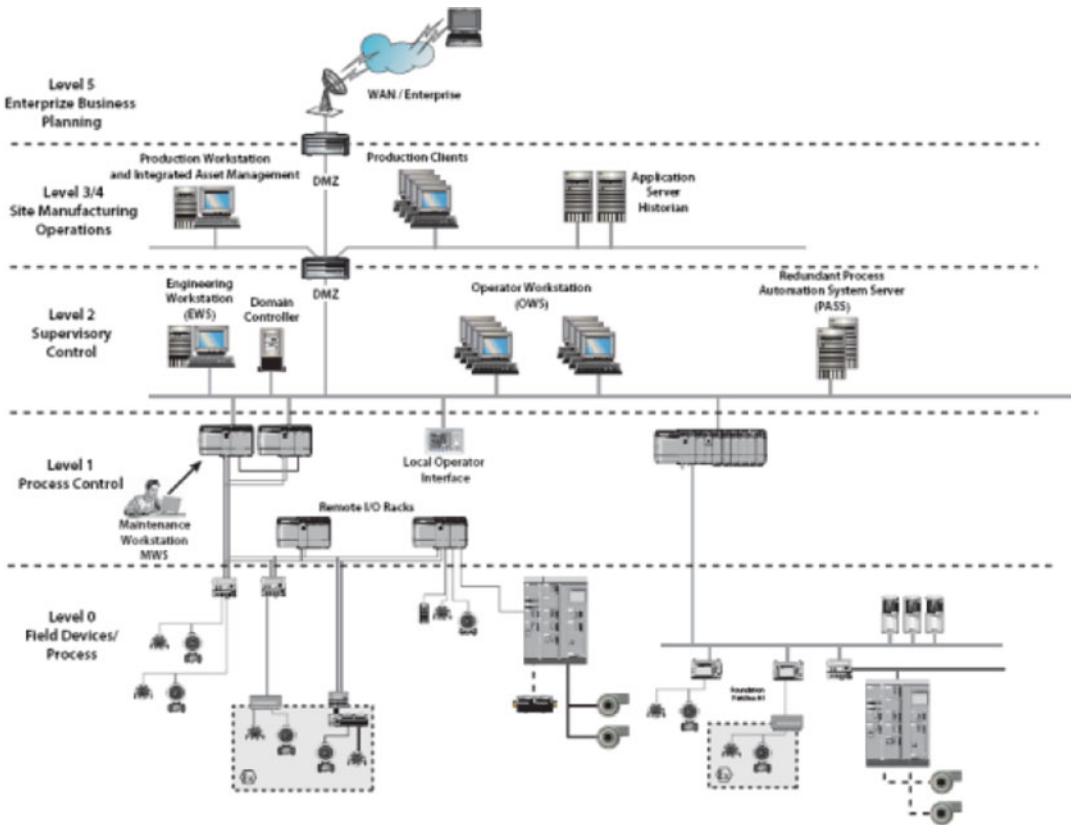 Level 5
Enterprize Business
Planning
WAN / Enterprise
Production Workstation
and Integrated Asset Management
DMZ
Production Clients
Application
Server
Historian
Level 3/4
Site Manufacturing
Operations
Engineering
Workstation
(EWS)
Domain
Controller
DMZ
Operator Workstation
(OWS)
Redundant Process
Automation System Server
(PASS)
Level 2
Supervisory
Control
Level 1
Process Control
Local Operator
Interface
Maintenance
Workstation
MWS
Remote I/O Racks
Level 0
Field Devices/
Process
Foundation